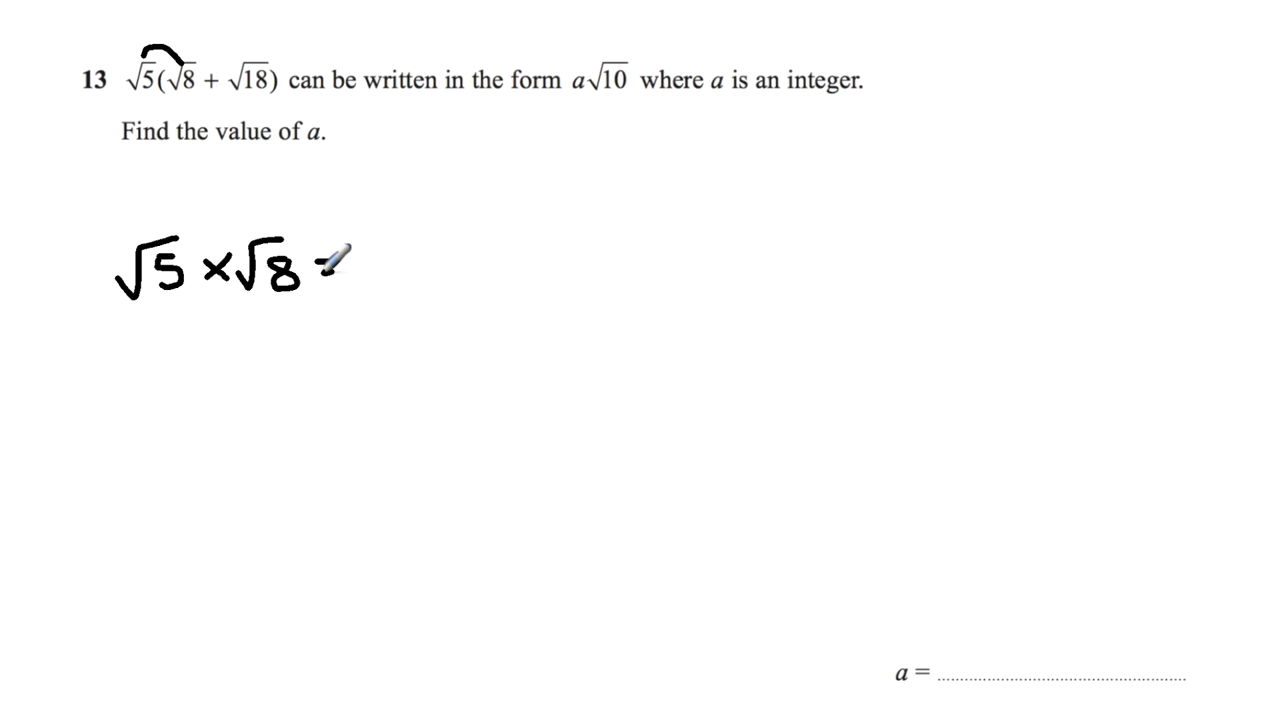 13 √5(√8 + √18) can be written in the form a√10 where a is an integer.
Find the value of a.
√5 × √8 =
a = ........................................................